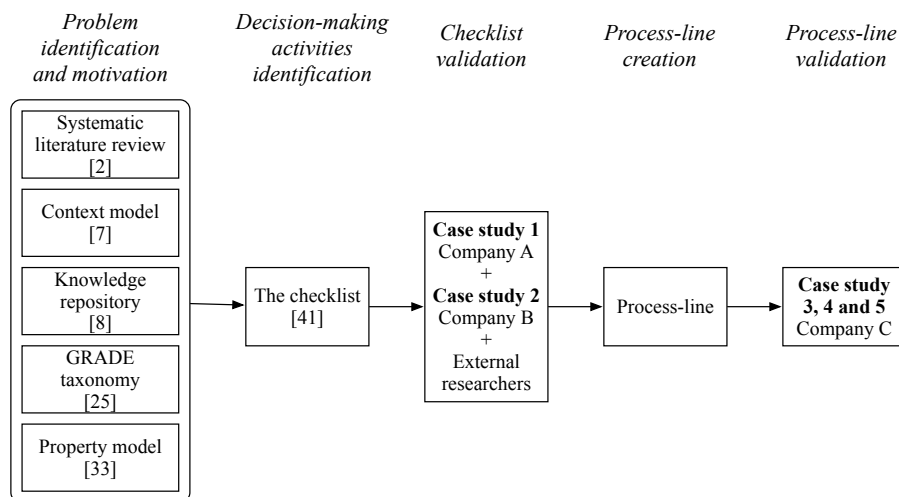 Problem
identification
and motivation
Decision-making
activities
identification
Checklist
validation
Process-line
creation
Process-line
validation
Systematic
literature review
[2]
Context model
[7]
Knowledge
repository
[8]
GRADE
taxonomy
[25]
Property model
[33]
The checklist
[41]
Case study 1
Company A
+
Case study 2
Company B
+
External
researchers
Process-line
Case study
3, 4 and 5
Company C